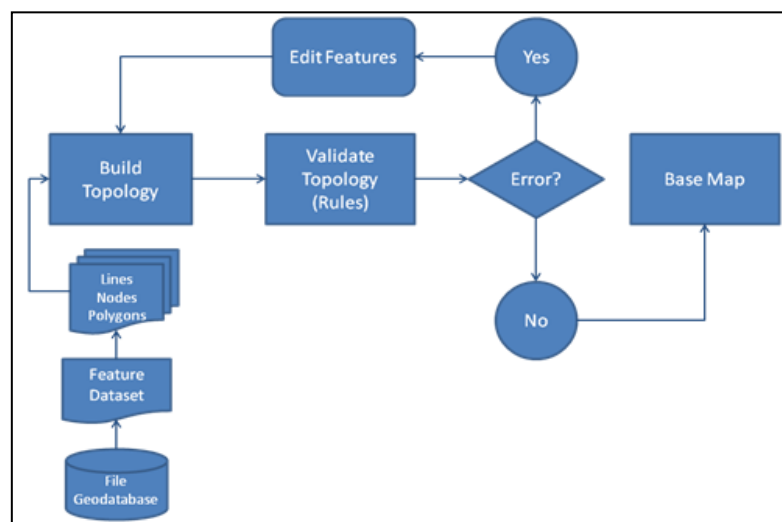 Edit Features
Yes
Build
Topology
Validate
Topology
(Rules)
Error?
Base Map
Lines
Nodes
Polygons
No
Feature
Dataset
File
Geodatabase